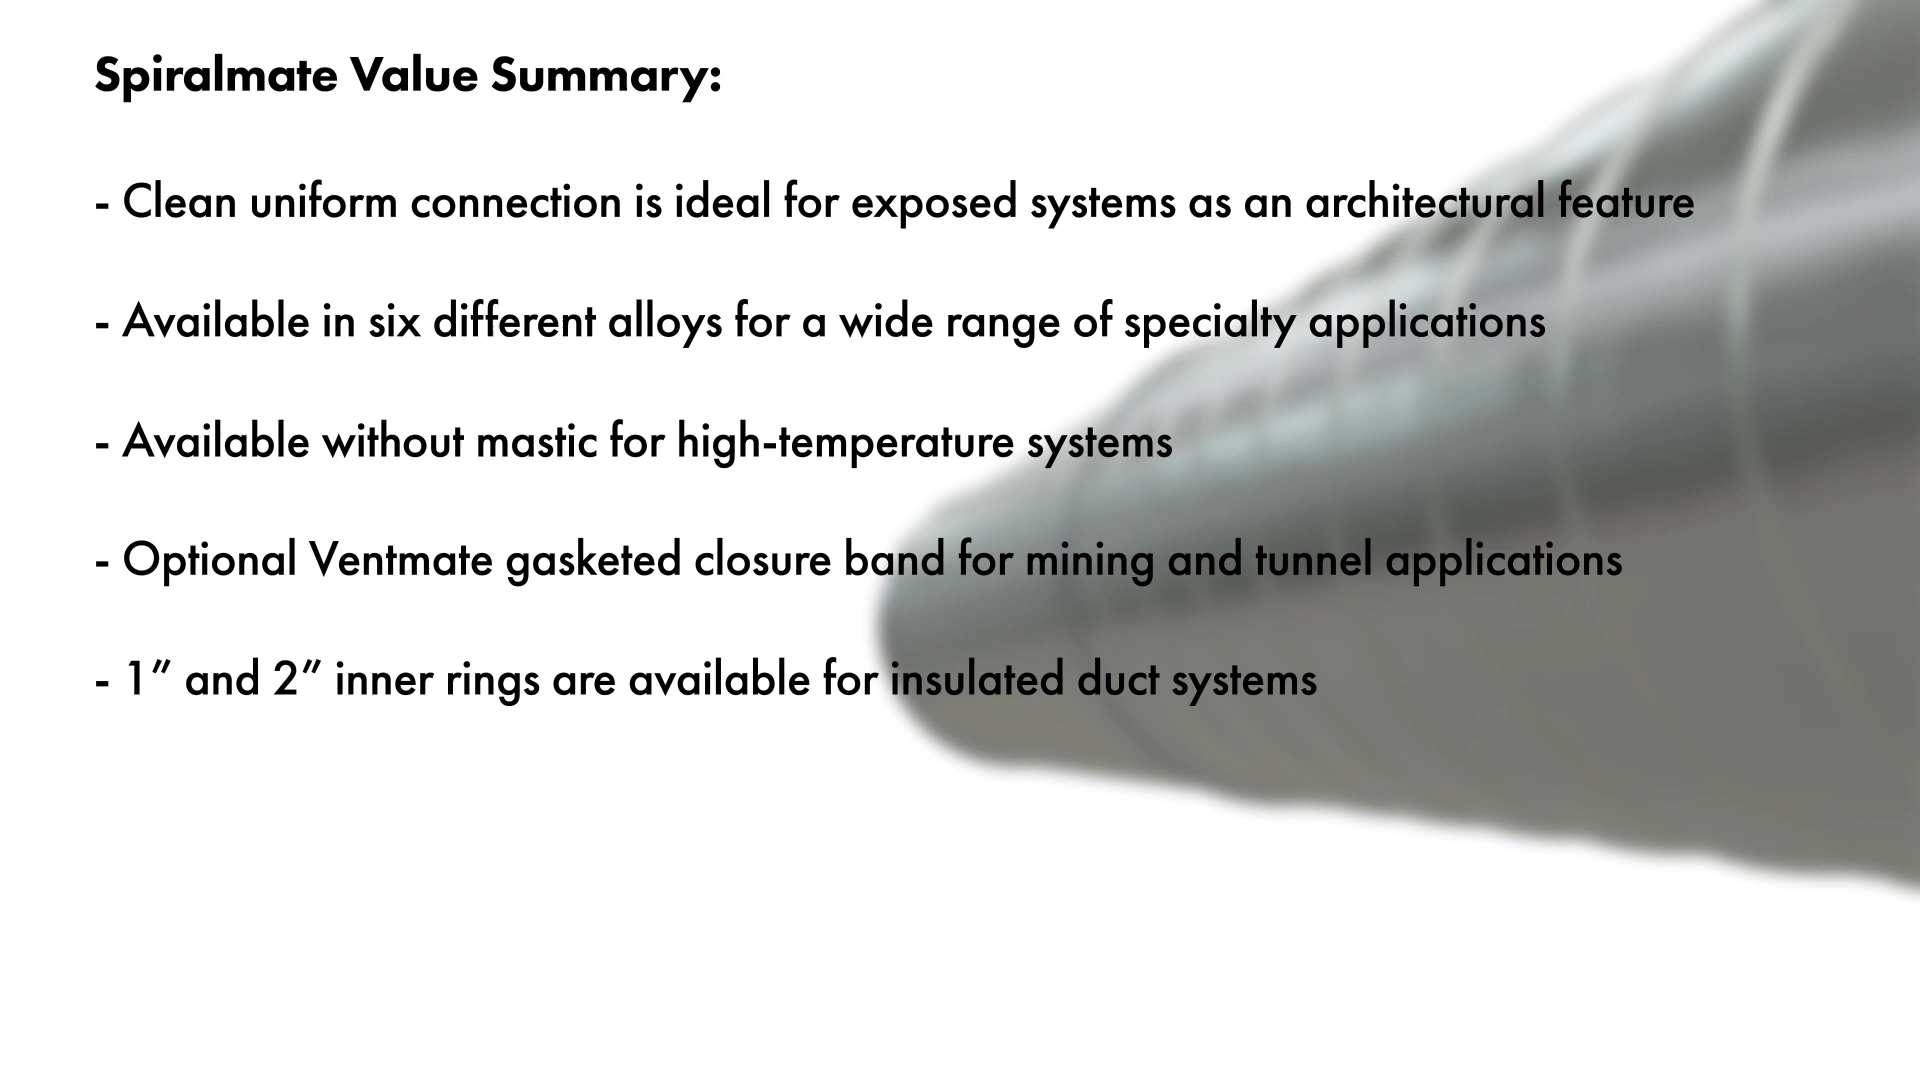 Spiralmate Value Summary:
- Clean uniform connection is ideal for exposed systems as an architectural feature
- Available in six different alloys for a wide range of specialty applications
- Available without mastic for high-temperature systems
- Optional Ventmate gasketed closure band for mining and tunnel applications
- 1” and 2” inner rings are available for insulated duct systems